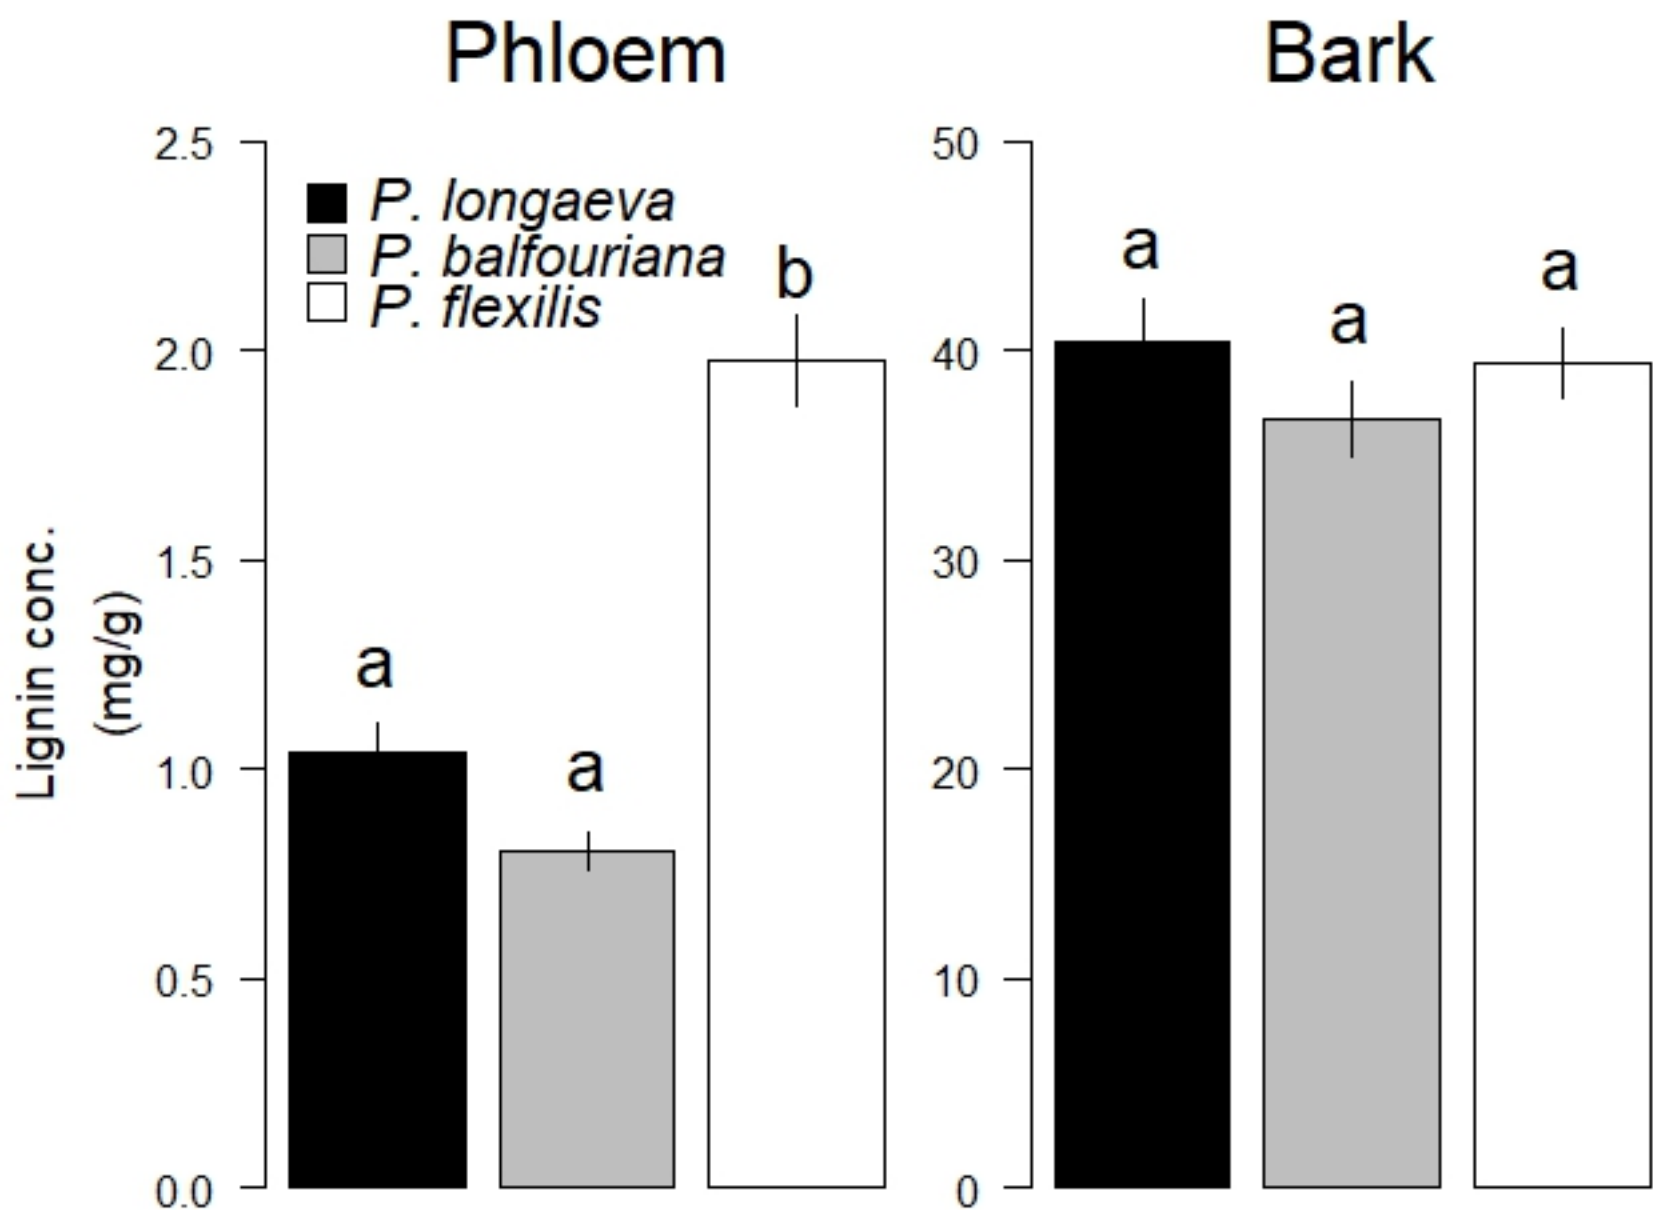 Phloem
Bark
2.5
2.0
1.5
1.0
0.5
0.0
Lignin conc.
(mg/g)
P. longaeva
P. balfouriana
P. flexilis
a
a
b
50
40
30
20
10
0
a
a
a